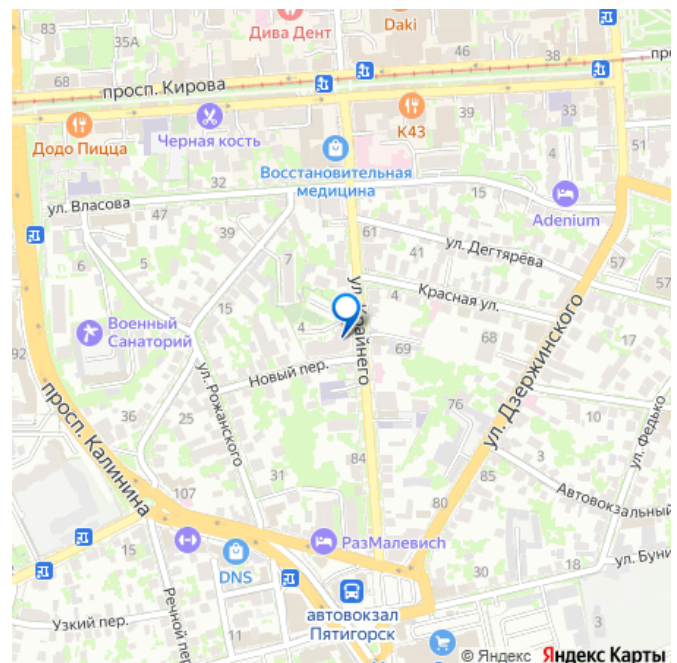 83
35А
Дива Дент
Daki
46
38
68
просп. Кирова
пр
Додо Пицца
Черная кость
К43
39
33
51
Восстановительная
медицина
32
ул. Власова
47
15
Adenium
39
61
41
ул. Дегтярёва
57
57
6
5
7
15
4
Красная ул.
4
Военный
Санаторий
ул. Крайнего
92
69
68
Новый пер.
ул. Дзержинского
просп. Калинина
36
25
ул. Рожанского
76
10
ул. Федько
31
84
85
3
107
80
Автовокзальный
РазМалевич
15
DNS
18
ул. Буни
автовокзал
Пятигорск
Узкий пер.
Речной пер.
11
3
© Яндекс Яндекс Карты